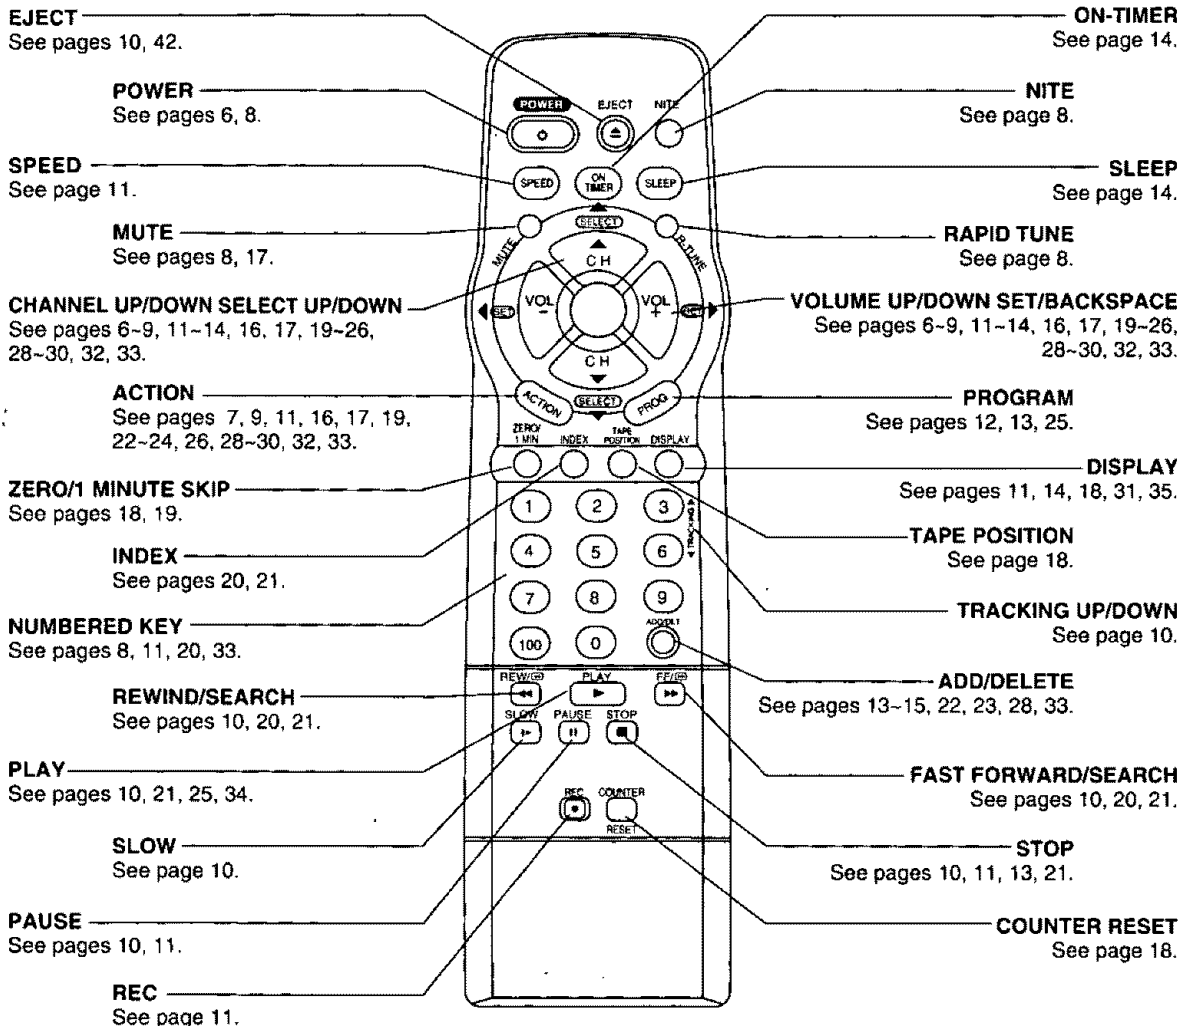 EJECT
See pages 10, 42.
POWER
See pages 6, 8.
SPEED
See page 11.
MUTE
See pages 8, 17.
CHANNEL UP/DOWN SELECT UP/DOWN
See pages 6~9, 11~14, 16, 17, 19~26,
28~30, 32, 33.
ACTION
See pages 7, 9, 11, 16, 17, 19,
22~24, 26, 28~30, 32, 33.
ZERO/1 MINUTE SKIP
See pages 18, 19.
INDEX
See pages 20, 21.
NUMBERED KEY
See pages 8, 11, 20, 33.
REWIND/SEARCH
See pages 10, 20, 21.
PLAY
See pages 10, 21, 25, 34.
SLOW
See page 10.
PAUSE
See pages 10, 11.
REC
See page 11.
POWER EJECT NITE
SPEED ON TIMER SLEEP
SELECT
MUTE R-TUNE
CH
SET VOL - VOL + SET
CH
ACTION SELECT PROG
ZERO/ 1 MIN INDEX TAPE POSITION DISPLAY
1 2 3
TRACKING
4 5 6
7 8 9
ADD/DLT
100 0
REW/ PLAY FF/
SLOW PAUSE STOP
REC COUNTER
RESET
ON-TIMER
See page 14.
NITE
See page 8.
SLEEP
See page 14.
RAPID TUNE
See page 8.
VOLUME UP/DOWN SET/BACKSPACE
See pages 6~9, 11~14, 16, 17, 19~26,
28~30, 32, 33.
PROGRAM
See pages 12, 13, 25.
DISPLAY
See pages 11, 14, 18, 31, 35.
TAPE POSITION
See page 18.
TRACKING UP/DOWN
See page 10.
ADD/DELETE
See pages 13~15, 22, 23, 28, 33.
FAST FORWARD/SEARCH
See pages 10, 20, 21.
STOP
See pages 10, 11, 13, 21.
COUNTER RESET
See page 18.